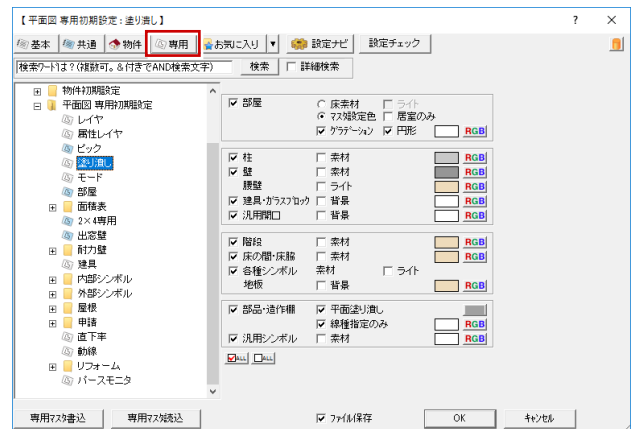 【 平面図 専用初期設定 : 塗り潰し 】 ?
基本 共通 物件 専用 お気に入り ▼ 設定ナビ 設定チェック
検索ワードは？(複数可。＆付きでAND検索文字) 検索 詳細検索
物件初期設定
平面図 専用初期設定
レイヤ
属性レイヤ
ピック
塗り潰し
モード
部屋
面積表
2×4専用
出窓壁
耐力壁
建具
内部シンボル
外部シンボル
屋根
申請
直下率
動線
リフォーム
パースモニタ
部屋 床素材 ライト
マスタ設定色 居室のみ
グラデーション 円形 RGB
柱 素材 RGB
壁 素材 RGB
腰壁 ライト RGB
建具・ガラスブロック 背景 RGB
汎用開口 背景 RGB
階段 素材 RGB
床の間・床脇 素材 RGB
各種シンボル 素材 ライト
地板 背景 RGB
部品・造作棚 平面塗り潰し
線種指定のみ RGB
汎用シンボル 素材 RGB
ALL ALL
専用マスタ書込 専用マスタ読込 ファイル保存 OK キャンセル